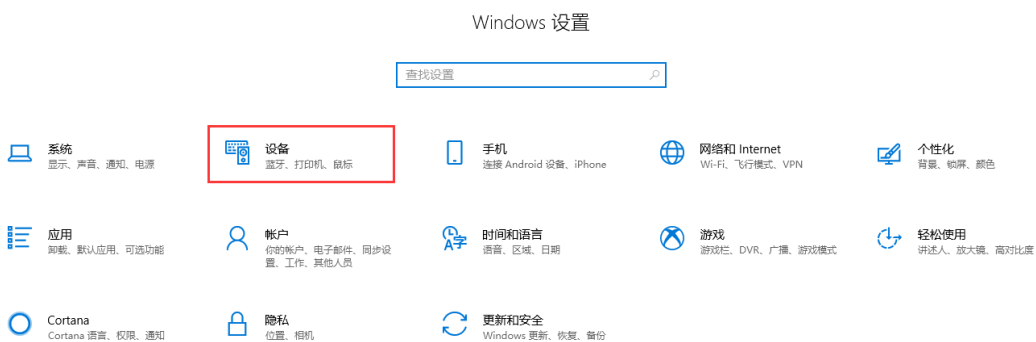 Windows 设置
查找设置
系统
显示、声音、通知、电源
设备
蓝牙、打印机、鼠标
手机
连接 Android 设备、iPhone
网络和 Internet
Wi-Fi、飞行模式、VPN
个性化
背景、锁屏、颜色
应用
卸载、默认应用、可选功能
帐户
你的帐户、电子邮件、同步设
置、工作、其他人员
时间和语言
语音、区域、日期
游戏
游戏栏、DVR、广播、游戏模式
轻松使用
讲述人、放大镜、高对比度
Cortana
Cortana 语言、权限、通知
隐私
位置、相机
更新和安全
Windows 更新、恢复、备份